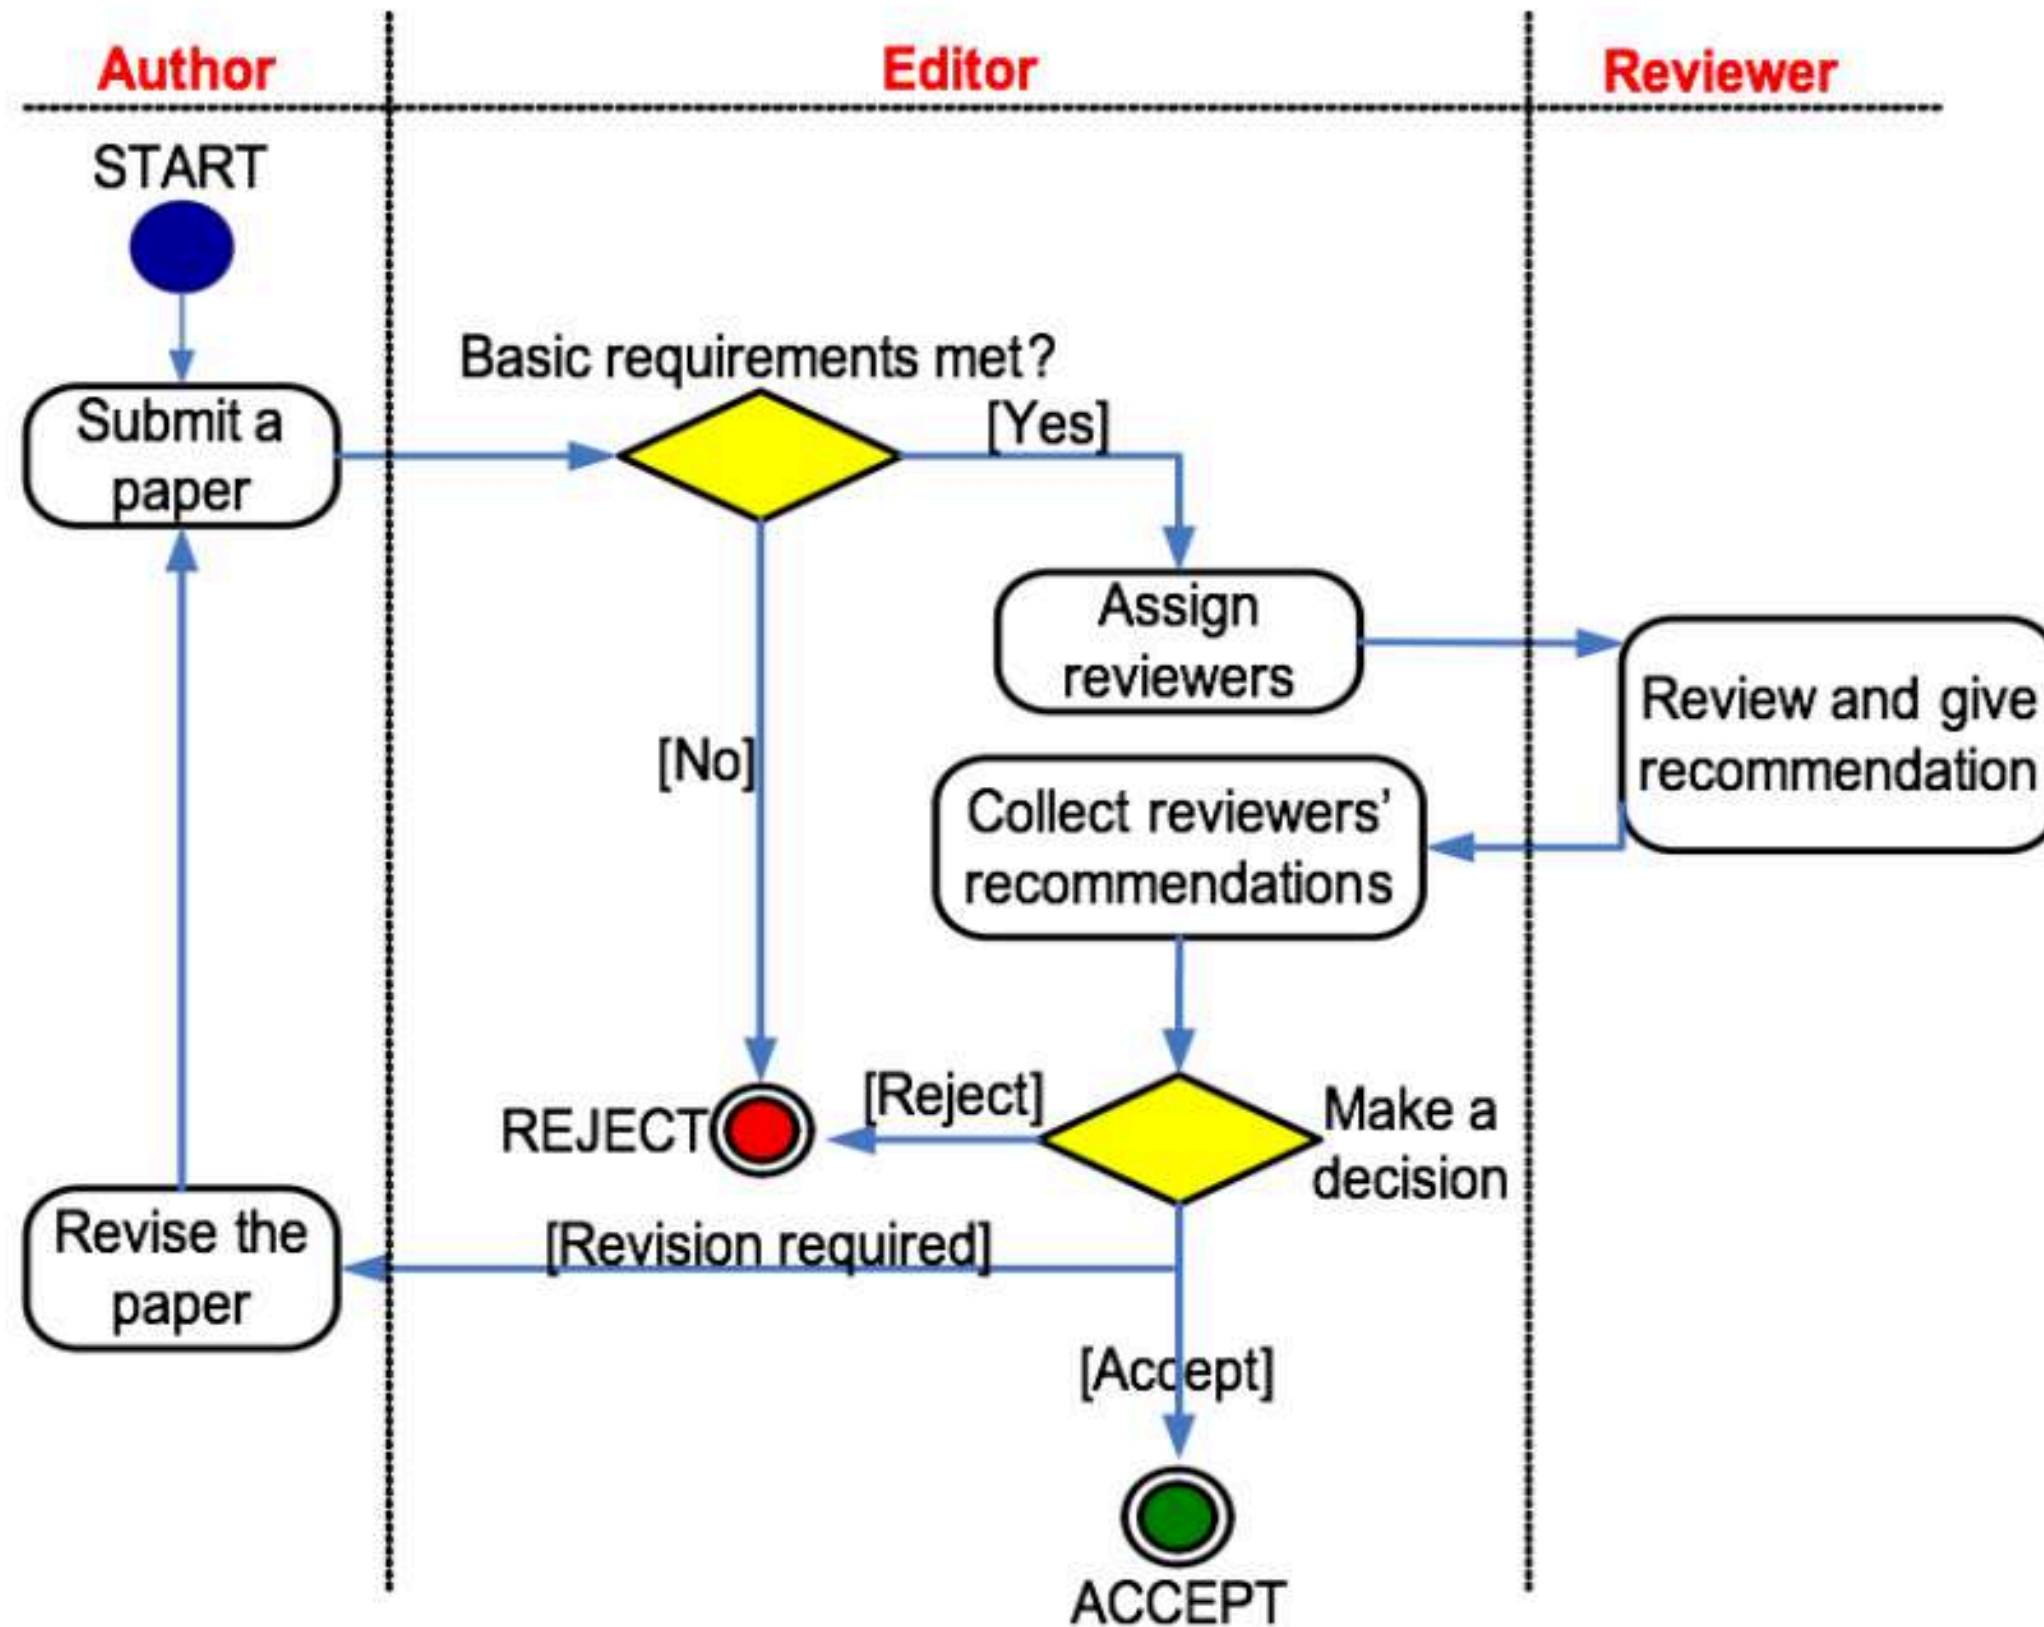 Author
Editor
Reviewer
START
Basic requirements met?
Submit a
paper
[Yes]
Assign
reviewers
Review and give
recommendation
[No]
Collect reviewers’
recommendations
REJECT
[Reject]
Make a
decision
Revise the
paper
[Revision required]
[Accept]
ACCEPT